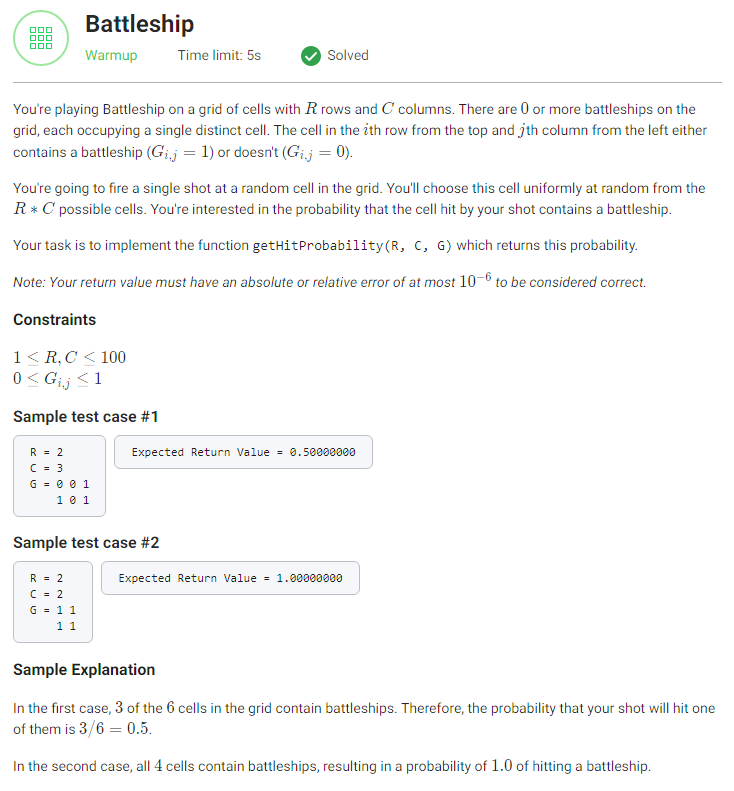 Battleship
Warmup Time limit: 5s Solved
You're playing Battleship on a grid of cells with R rows and C columns. There are 0 or more battleships on the
grid, each occupying a single distinct cell. The cell in the ith row from the top and jth column from the left either
contains a battleship (G_{i,j} = 1) or doesn't (G_{i,j} = 0).
You're going to fire a single shot at a random cell in the grid. You'll choose this cell uniformly at random from the
R * C possible cells. You're interested in the probability that the cell hit by your shot contains a battleship.
Your task is to implement the function getHitProbability(R, C, G) which returns this probability.
Note: Your return value must have an absolute or relative error of at most 10^{-6} to be considered correct.
Constraints
1 ≤ R, C ≤ 100
0 ≤ G_{i,j} ≤ 1
Sample test case #1
R = 2
C = 3
G = 0 0 1
1 0 1
Expected Return Value = 0.50000000
Sample test case #2
R = 2
C = 2
G = 1 1
1 1
Expected Return Value = 1.00000000
Sample Explanation
In the first case, 3 of the 6 cells in the grid contain battleships. Therefore, the probability that your shot will hit one
of them is 3/6 = 0.5.
In the second case, all 4 cells contain battleships, resulting in a probability of 1.0 of hitting a battleship.